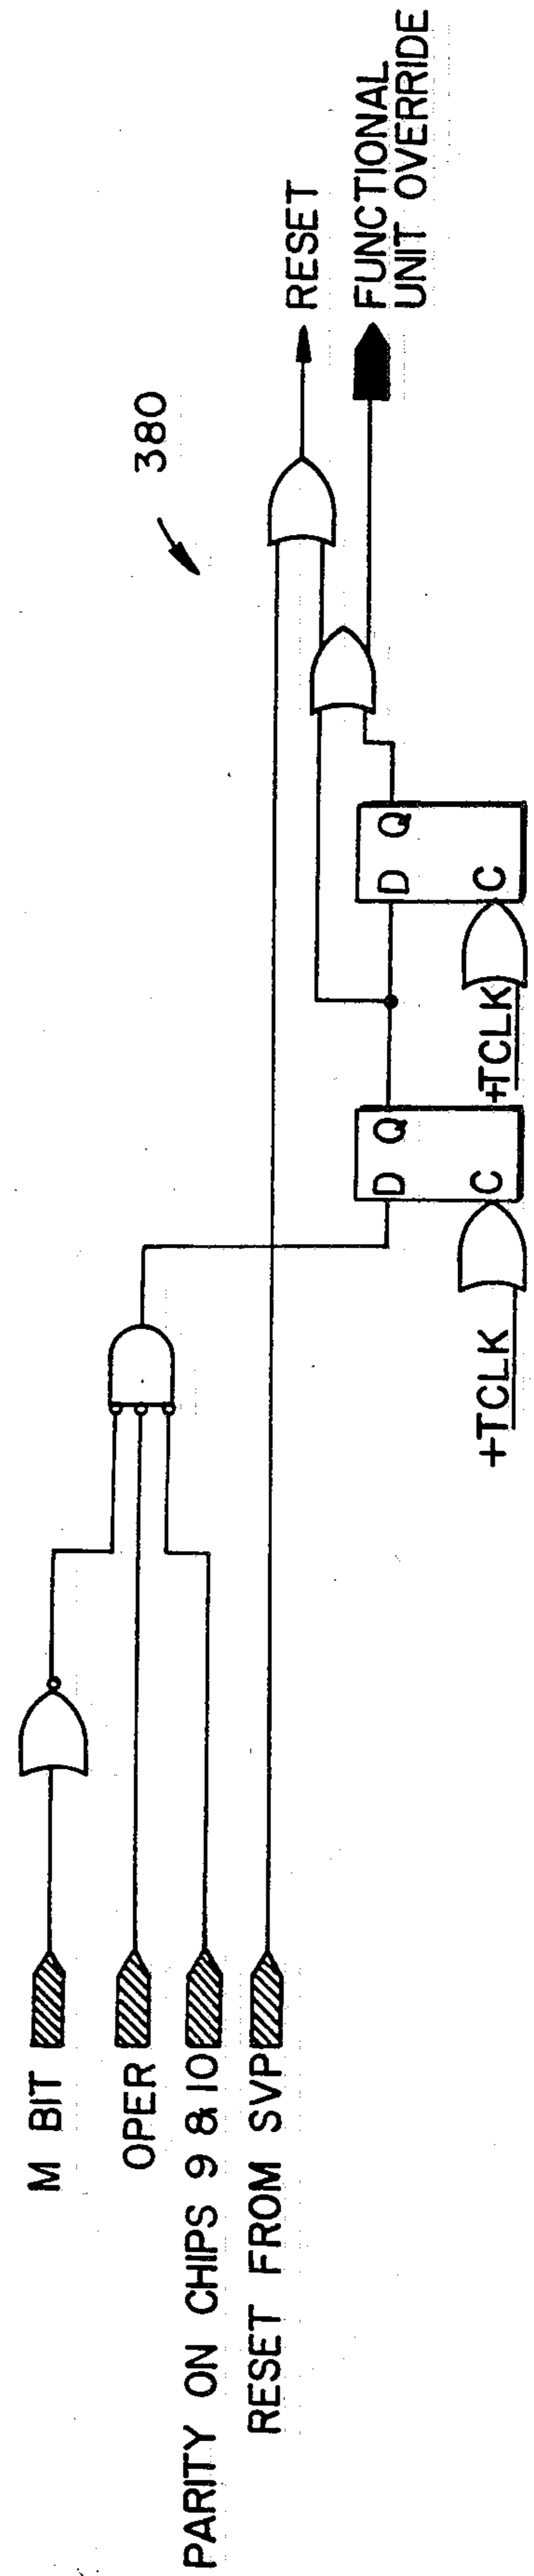 M BIT
OPER
PARITY ON CHIPS 9 & 10
RESET FROM SVP
+TCLK
D Q
C
+TCLK
D Q
C
380
RESET
FUNCTIONAL
UNIT OVERRIDE